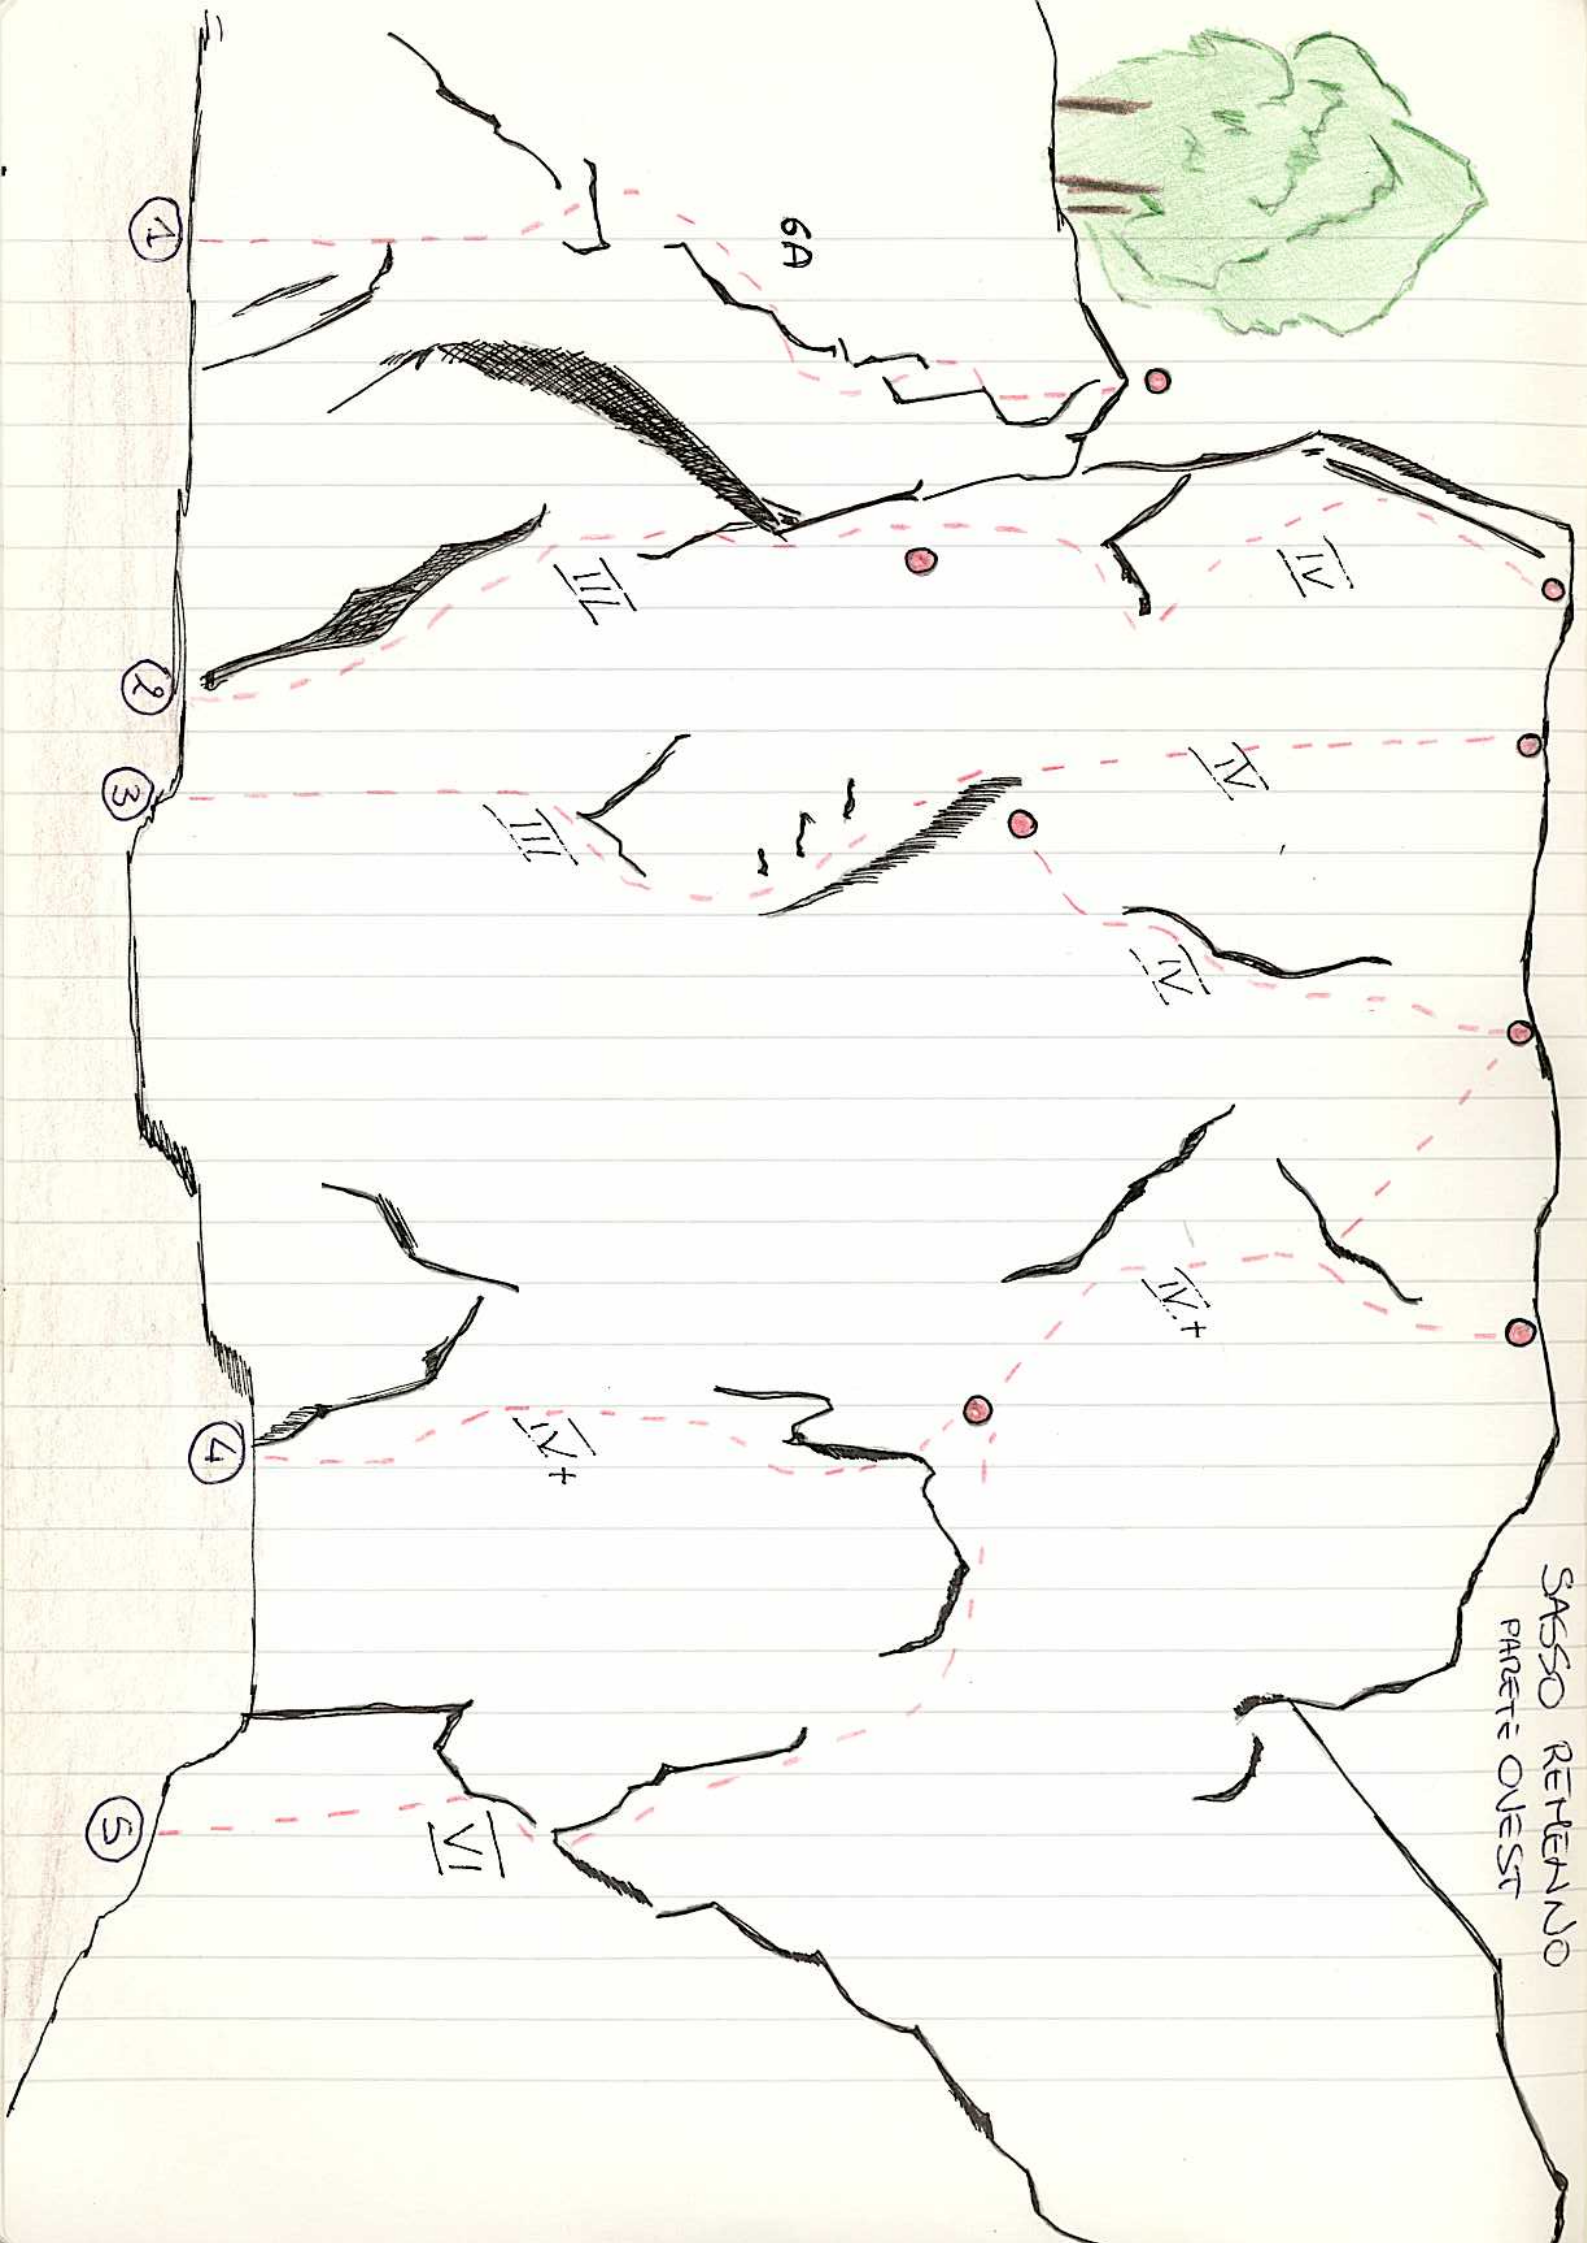 SASSO REMENNO
PARETE OVEST
IV
IV
IV
IV+
6A
III
III
IV+
VI
1
2
3
4
5